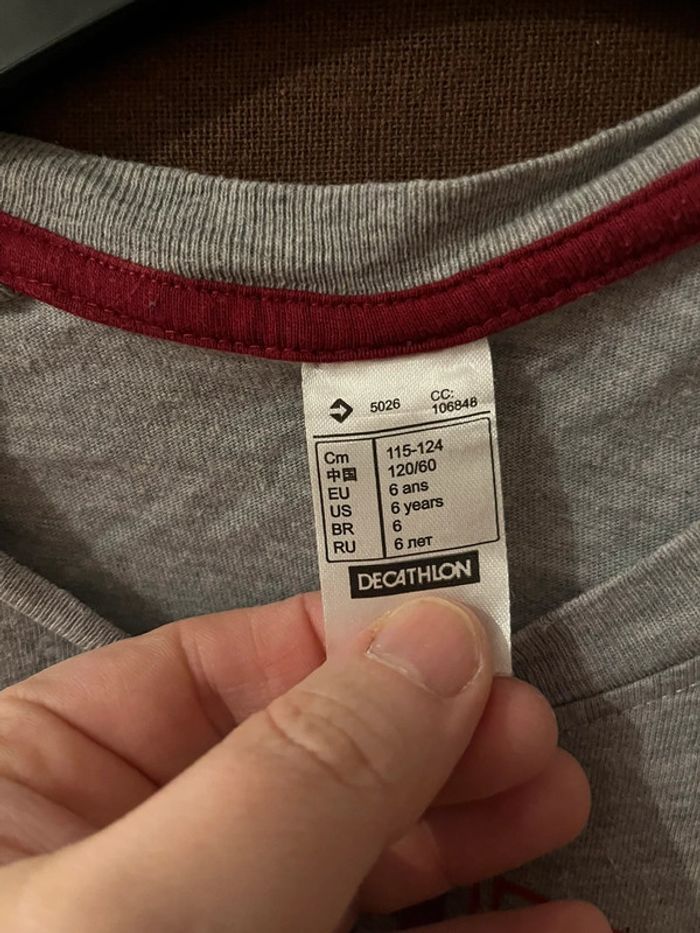 5026 CC: 106848
Cm 115-124
中国 120/60
EU 6 ans
US 6 years
BR 6
RU 6 лет
DECATHLON